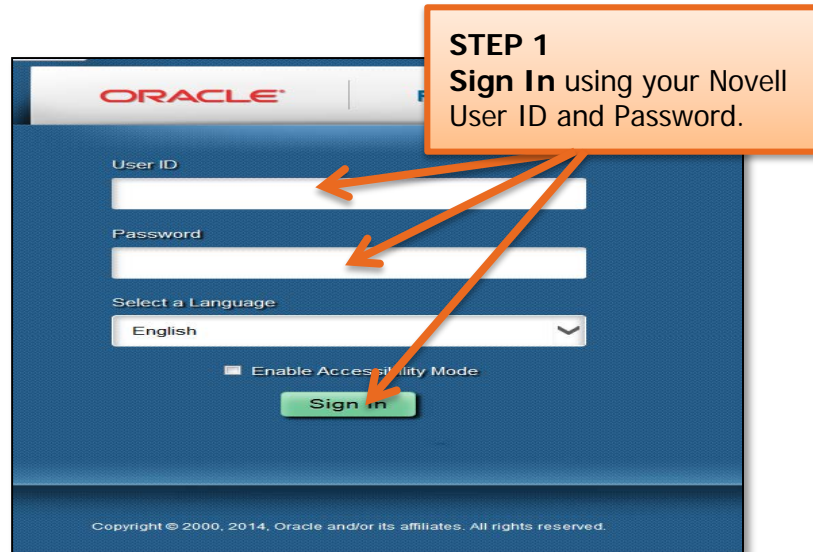 STEP 1
Sign In using your Novell
User ID and Password.
ORACLE
User ID
Password
Select a Language
English
Enable Accessibility Mode
Sign In
Copyright © 2000, 2014, Oracle and/or its affiliates. All rights reserved.